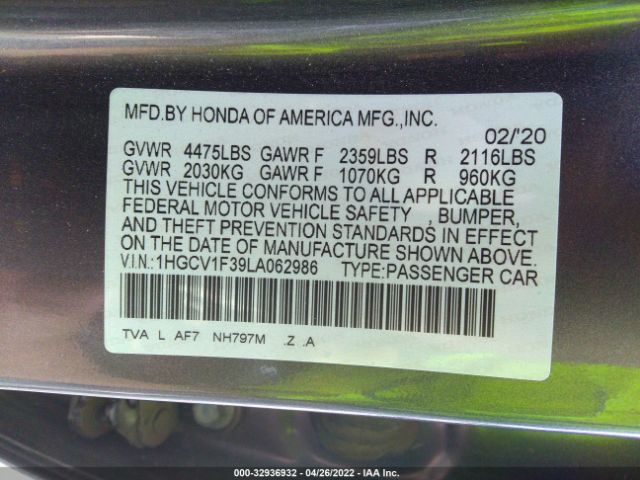 MFD.BY HONDA OF AMERICA MFG.,INC.
02/'20
GVWR 4475LBS GAWR F 2359LBS R 2116LBS
GVWR 2030KG GAWR F 1070KG R 960KG
THIS VEHICLE CONFORMS TO ALL APPLICABLE
FEDERAL MOTOR VEHICLE SAFETY , BUMPER,
AND THEFT PREVENTION STANDARDS IN EFFECT
ON THE DATE OF MANUFACTURE SHOWN ABOVE.
V.I.N.:1HGCV1F39LA062986 TYPE:PASSENGER CAR
TVA L AF7 NH797M .Z .A
000-32936932 - 04/26/2022 - IAA Inc.